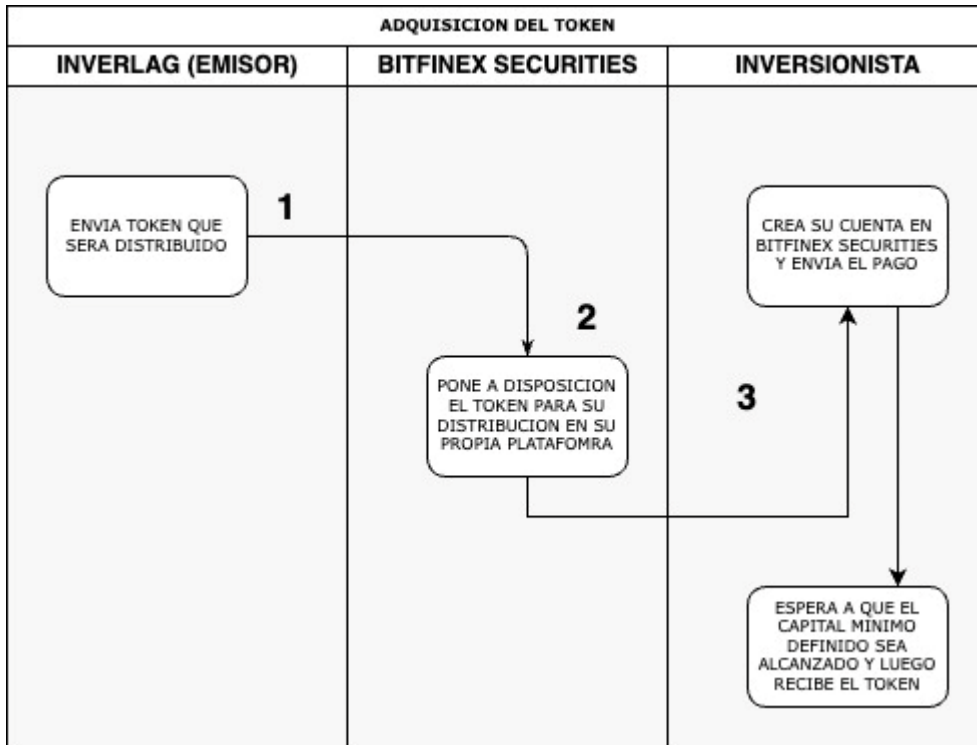 ADQUISICION DEL TOKEN
INVERLAG (EMISOR)
BITFINEX SECURITIES
INVERSIONISTA
ENVIA TOKEN QUE
SERA DISTRIBUIDO
1
2
PONE A DISPOSICION
EL TOKEN PARA SU
DISTRIBUCION EN SU
PROPIA PLATAFOMRA
3
CREA SU CUENTA EN
BITFINEX SECURITIES
Y ENVIA EL PAGO
ESPERA A QUE EL
CAPITAL MINIMO
DEFINIDO SEA
ALCANZADO Y LUEGO
RECIBE EL TOKEN